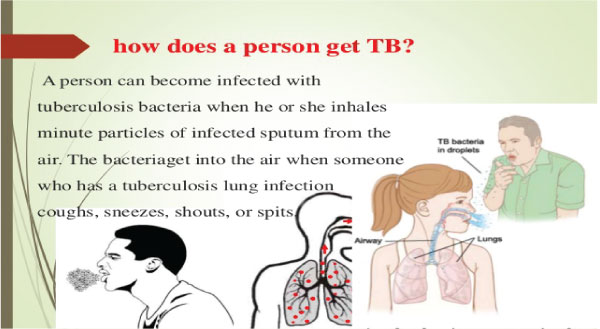 how does a person get TB?
A person can become infected with
tuberculosis bacteria when he or she inhales
minute particles of infected sputum from the
air. The bacteriaget into the air when someone
who has a tuberculosis lung infection
coughs, sneezes, shouts, or spits.
TB bacteria
in droplets
Airway
Lungs